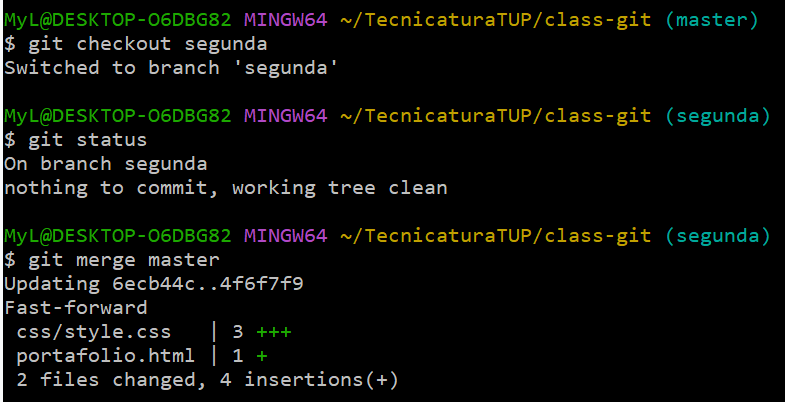 MyL@DESKTOP-O6DBG82 MINGW64 ~/TecnicaturaTUP/class-git (master)
$ git checkout segunda
Switched to branch 'segunda'
MyL@DESKTOP-O6DBG82 MINGW64 ~/TecnicaturaTUP/class-git (segunda)
$ git status
On branch segunda
nothing to commit, working tree clean
MyL@DESKTOP-O6DBG82 MINGW64 ~/TecnicaturaTUP/class-git (segunda)
$ git merge master
Updating 6ecb44c..4f6f7f9
Fast-forward
 css/style.css   | 3 +++
 portafolio.html | 1 +
 2 files changed, 4 insertions(+)